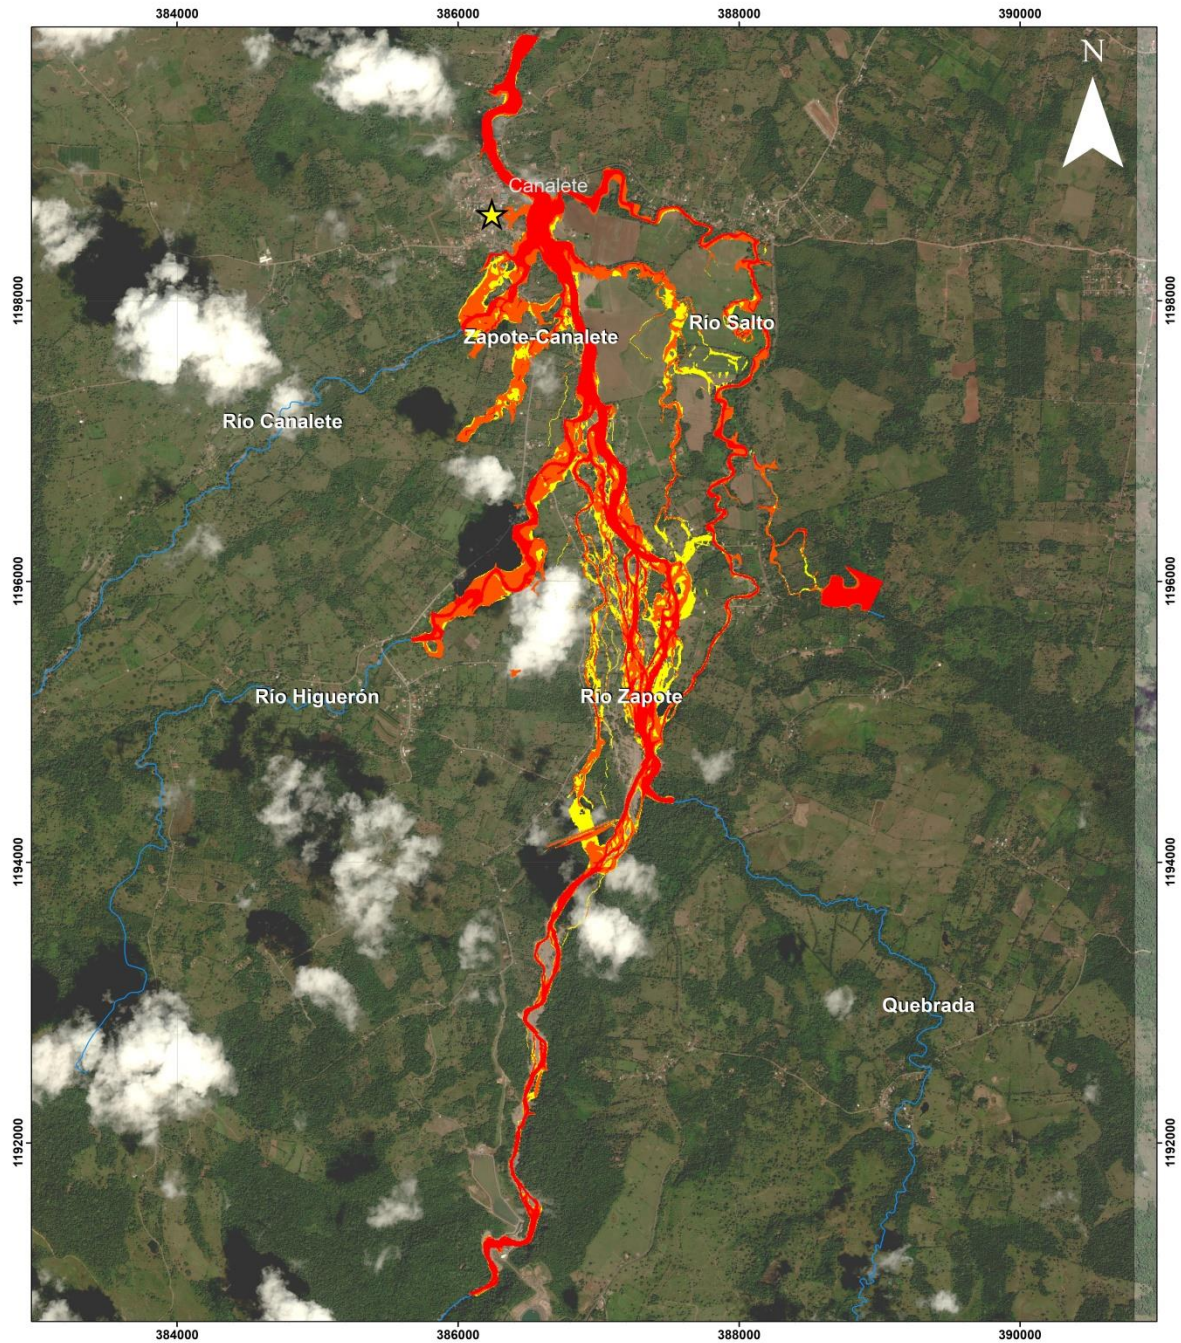 384000 386000 388000 390000
N
Canalete
1198000 1198000
Río Salto
Zapote-Canalete
Río Canalete
1196000 1196000
Río Higuerón Río Zapote
1194000 1194000
Quebrada
1192000 1192000
384000 386000 388000 390000